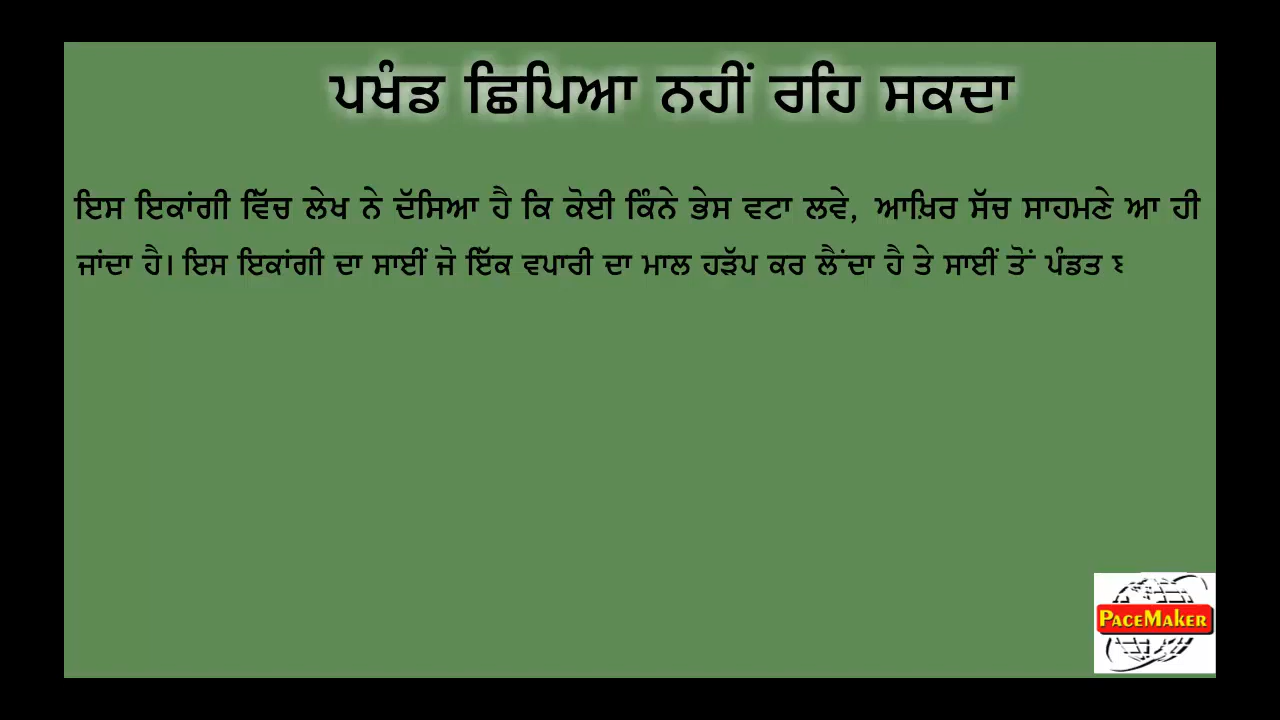 ਪਖੰਡ ਛਿਪਿਆ ਨਹੀਂ ਰਹਿ ਸਕਦਾ
ਇਸ ਇਕਾਂਗੀ ਵਿੱਚ ਲੇਖ ਨੇ ਦੱਸਿਆ ਹੈ ਕਿ ਕੋਈ ਕਿੰਨੇ ਭੇਸ ਵਟਾ ਲਵੇ, ਆਖ਼ਿਰ ਸੱਚ ਸਾਹਮਣੇ ਆ ਹੀ
ਜਾਂਦਾ ਹੈ। ਇਸ ਇਕਾਂਗੀ ਦਾ ਸਾਈਂ ਜੋ ਇੱਕ ਵਪਾਰੀ ਦਾ ਮਾਲ ਹੜੱਪ ਕਰ ਲੈਂਦਾ ਹੈ ਤੇ ਸਾਈਂ ਤੋਂ ਪੰਡਤ
PACEMAKER